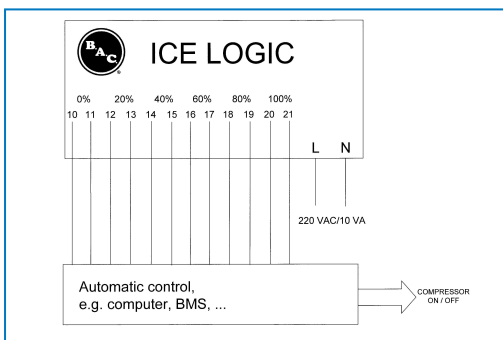 B.A.C. ®
ICE LOGIC
0% 20% 40% 60% 80% 100%
10 11 12 13 14 15 16 17 18 19 20 21
L N
220 VAC/10 VA
Automatic control,
e.g. computer, BMS, ...
COMPRESSOR
ON / OFF